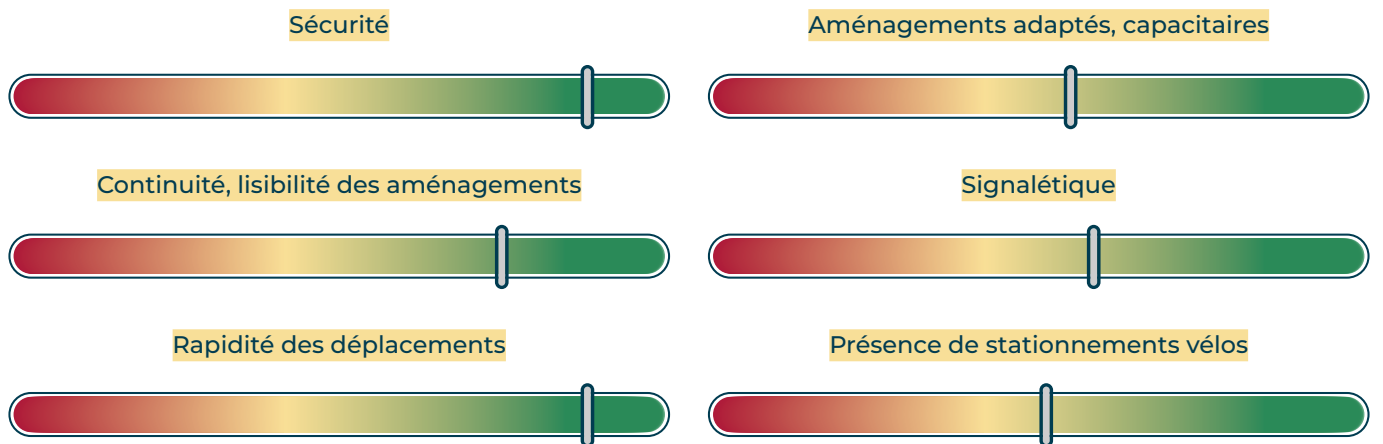 Sécurité
Aménagements adaptés, capacitaires
Continuité, lisibilité des aménagements
Signalétique
Rapidité des déplacements
Présence de stationnements vélos